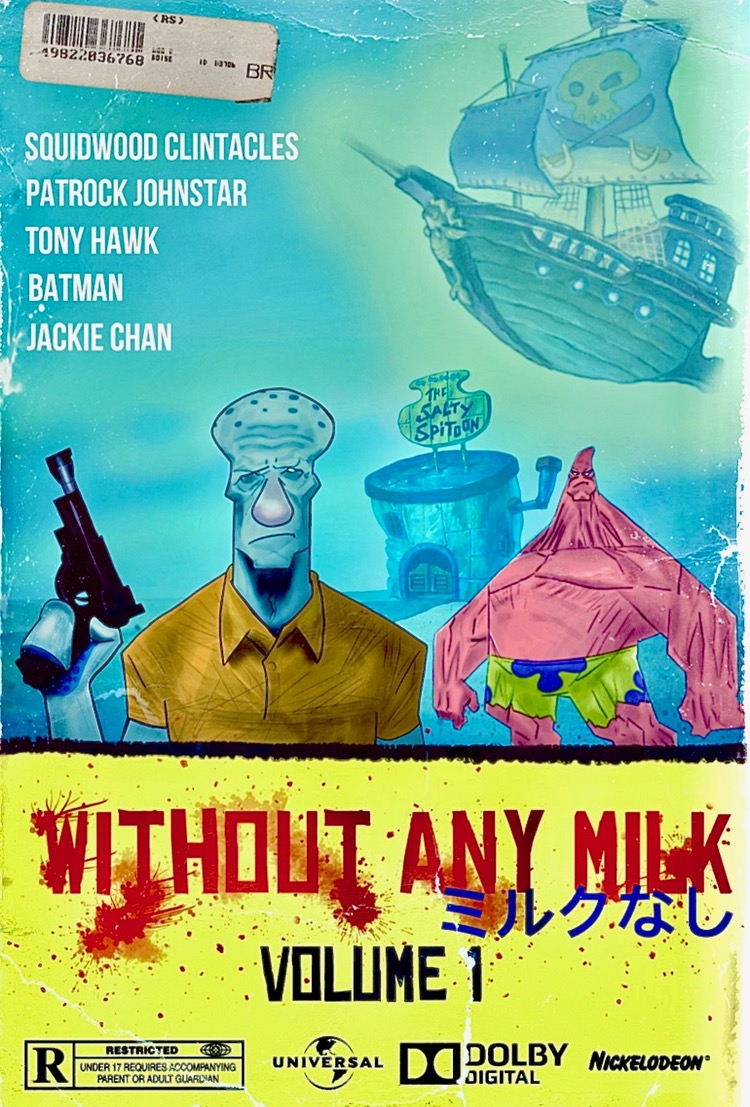 (RS)
49822036768
BR
SQUIDWOOD CLINTACLES
PATROCK JOHNSTAR
TONY HAWK
BATMAN
JACKIE CHAN
THE
SALTY
SPITOON
WITHOUT ANY MILK
ミルクなし
VOLUME 1
R
RESTRICTED
UNDER 17 REQUIRES ACCOMPANYING
PARENT OR ADULT GUARDIAN
UNIVERSAL
DOLBY
DIGITAL
NICKELODEON